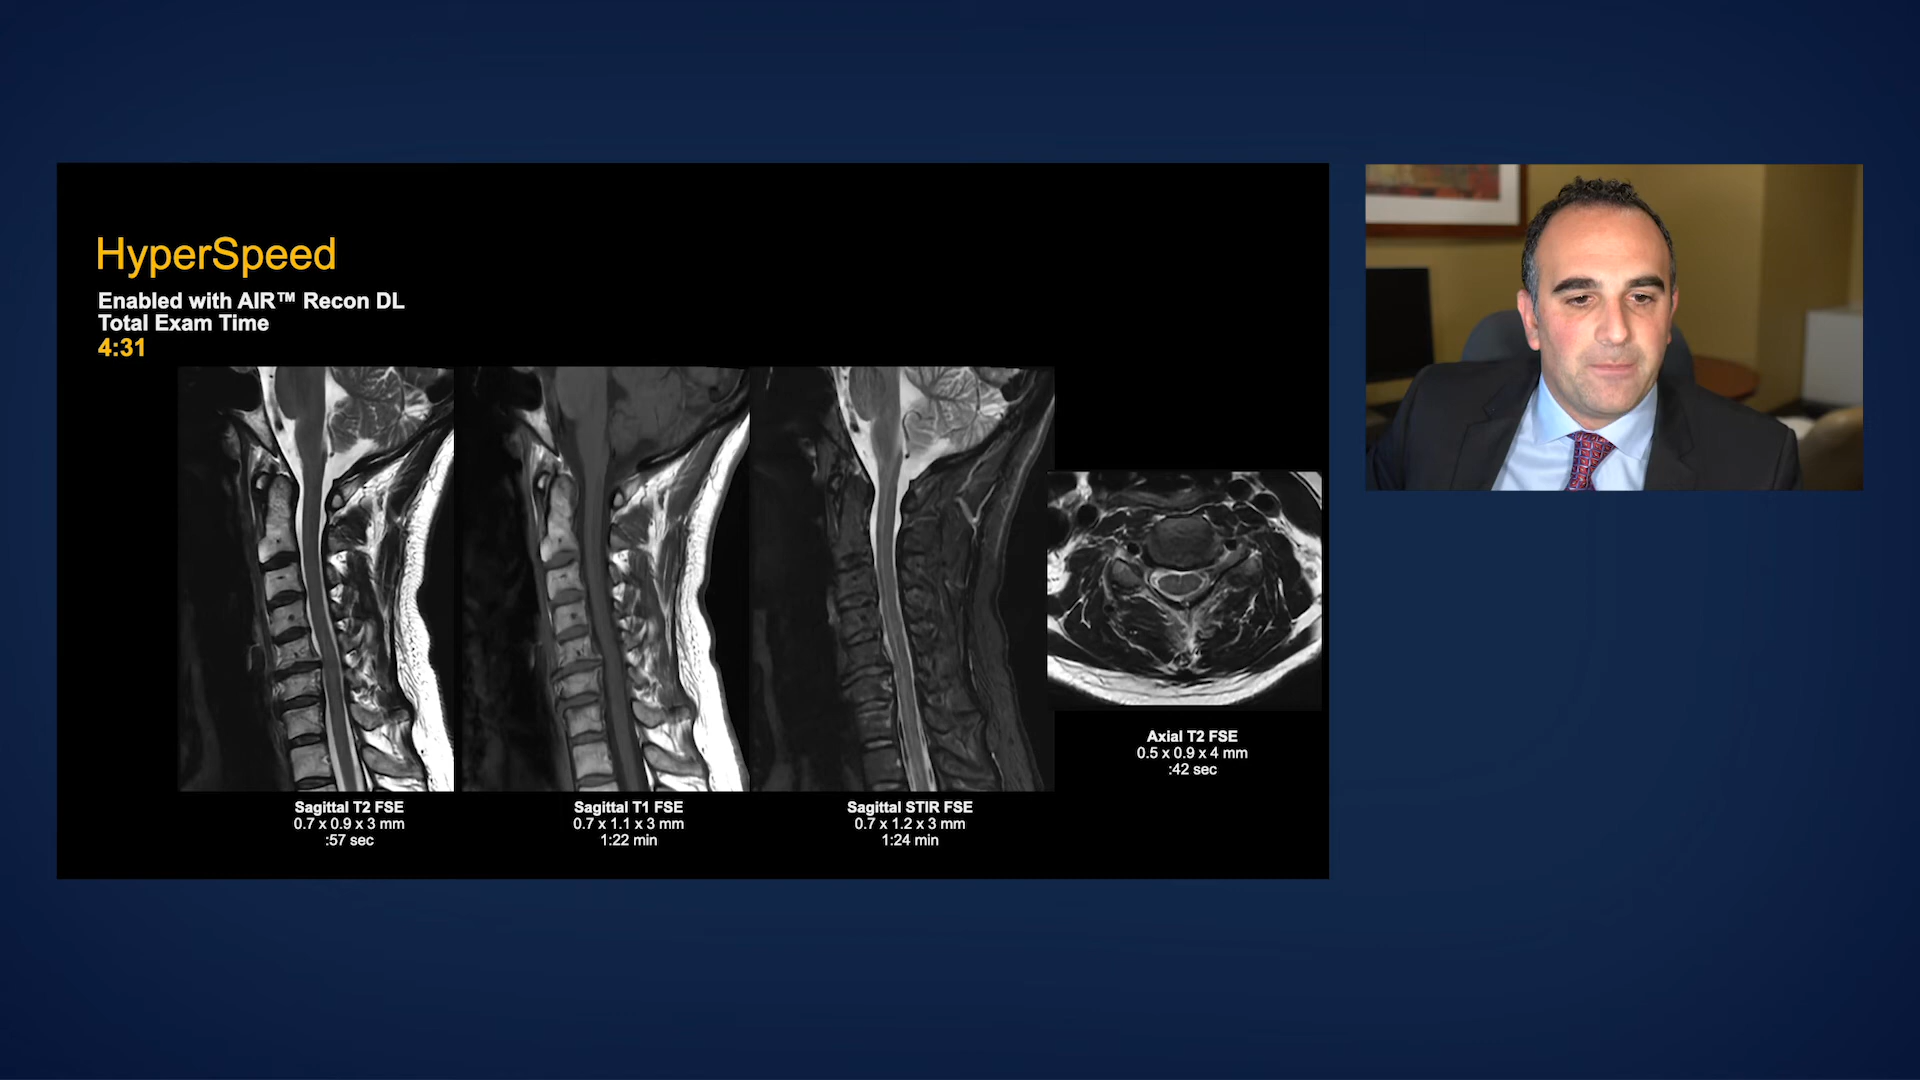 HyperSpeed
Enabled with AIR™ Recon DL
Total Exam Time
4:31
Sagittal T2 FSE
0.7 x 0.9 x 3 mm
:57 sec
Sagittal T1 FSE
0.7 x 1.1 x 3 mm
1:22 min
Sagittal STIR FSE
0.7 x 1.2 x 3 mm
1:24 min
Axial T2 FSE
0.5 x 0.9 x 4 mm
:42 sec